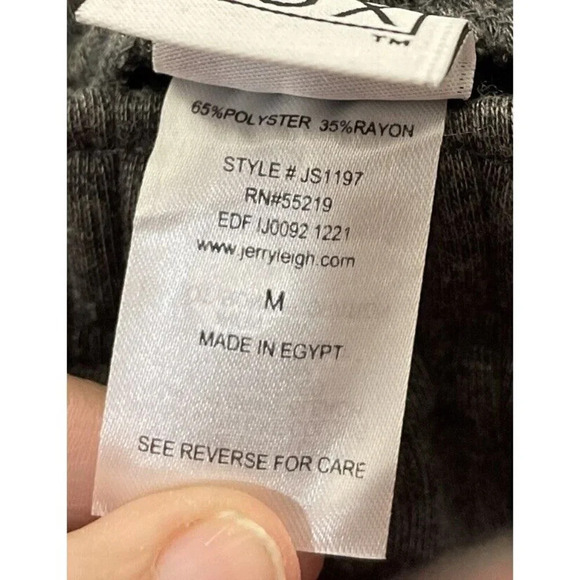 TM
65%POLYSTER 35%RAYON
STYLE # JS1197
RN#55219
EDF IJ0092 1221
www.jerryleigh.com
M
MADE IN EGYPT
SEE REVERSE FOR CARE